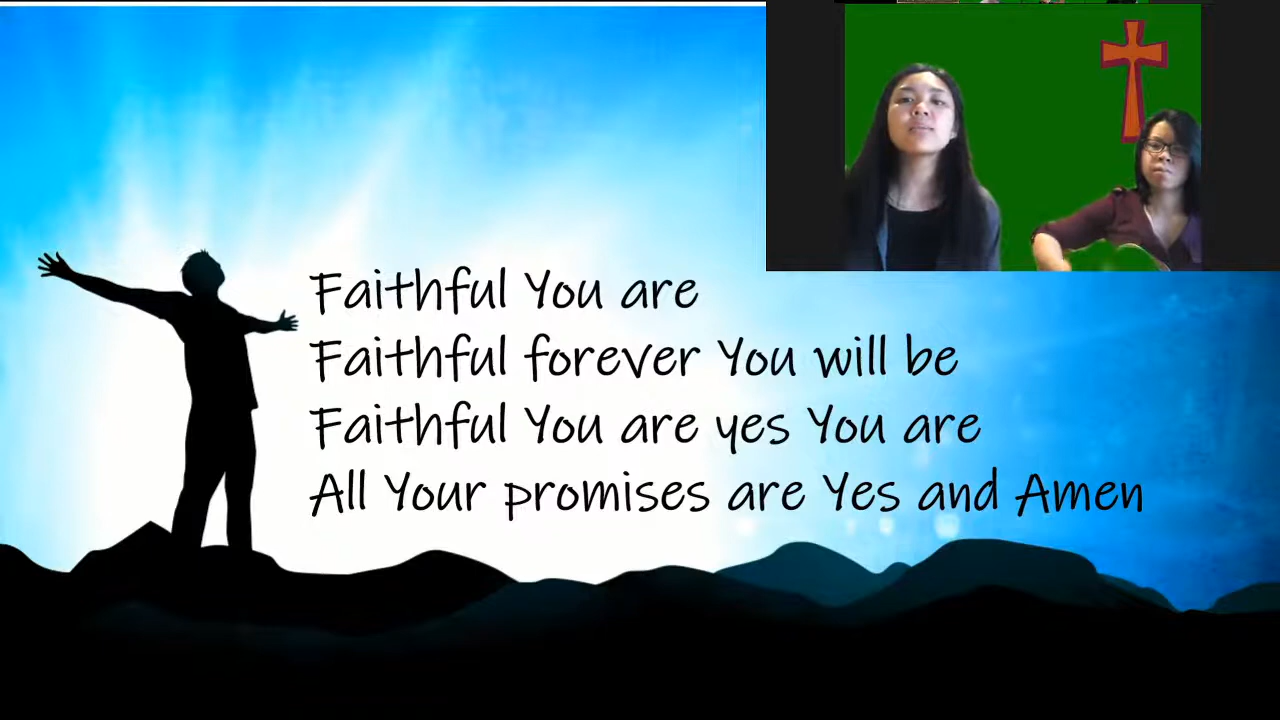 Faithful You are
Faithful forever You will be
Faithful You are yes You are
All Your promises are Yes and Amen